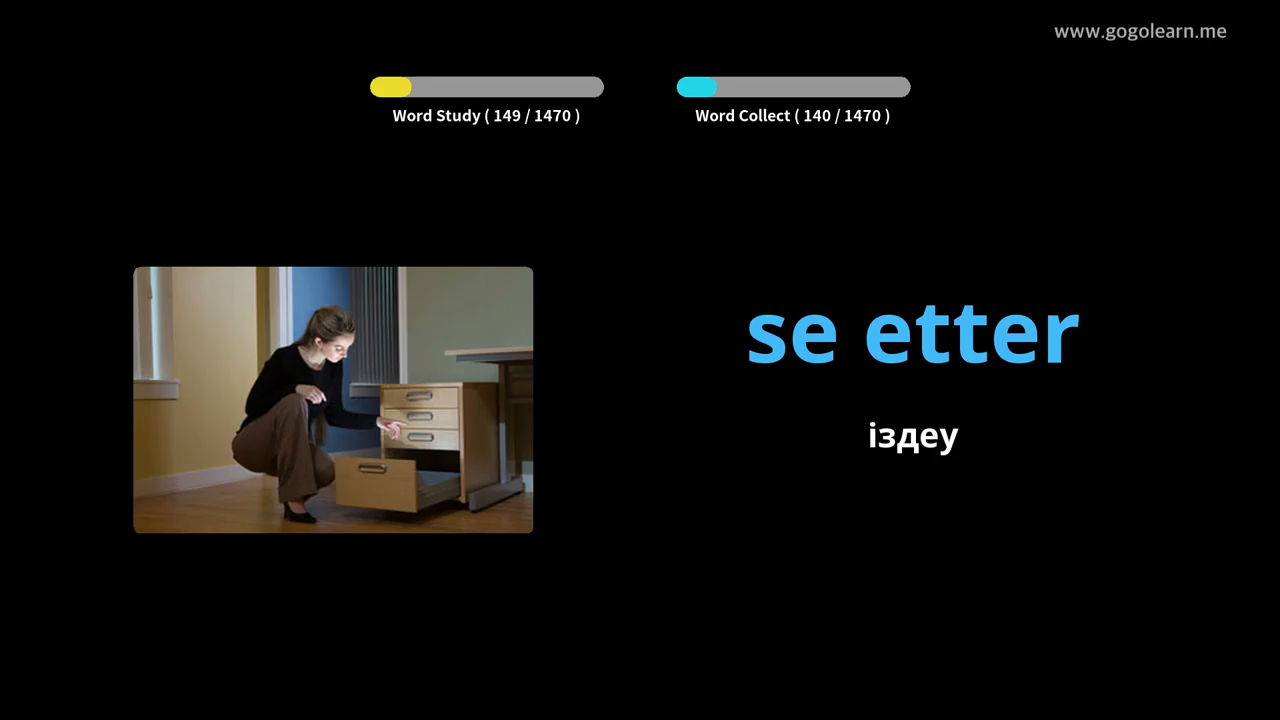 www.gogolearn.me
Word Study ( 149 / 1470 )
Word Collect ( 140 / 1470 )
se etter
іздеу